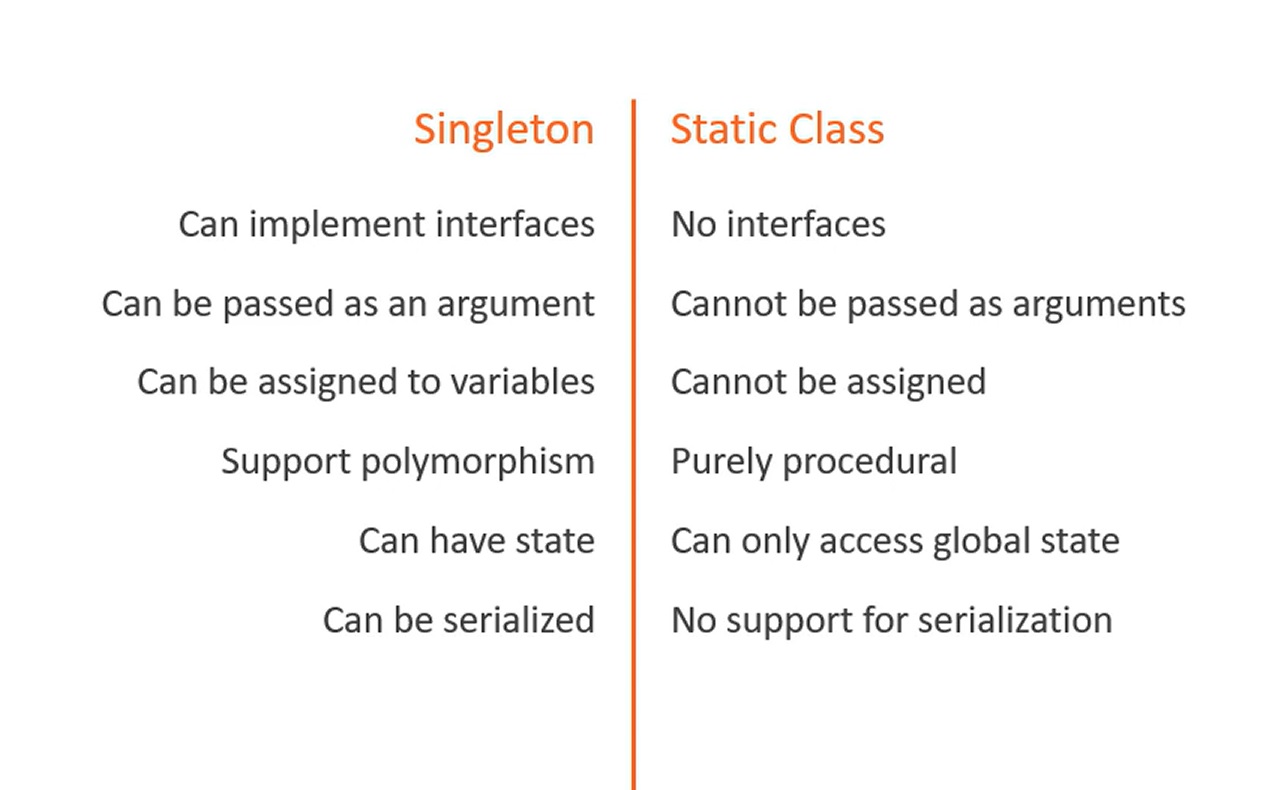 Singleton
Static Class
Can implement interfaces
No interfaces
Can be passed as an argument
Cannot be passed as arguments
Can be assigned to variables
Cannot be assigned
Support polymorphism
Purely procedural
Can have state
Can only access global state
Can be serialized
No support for serialization